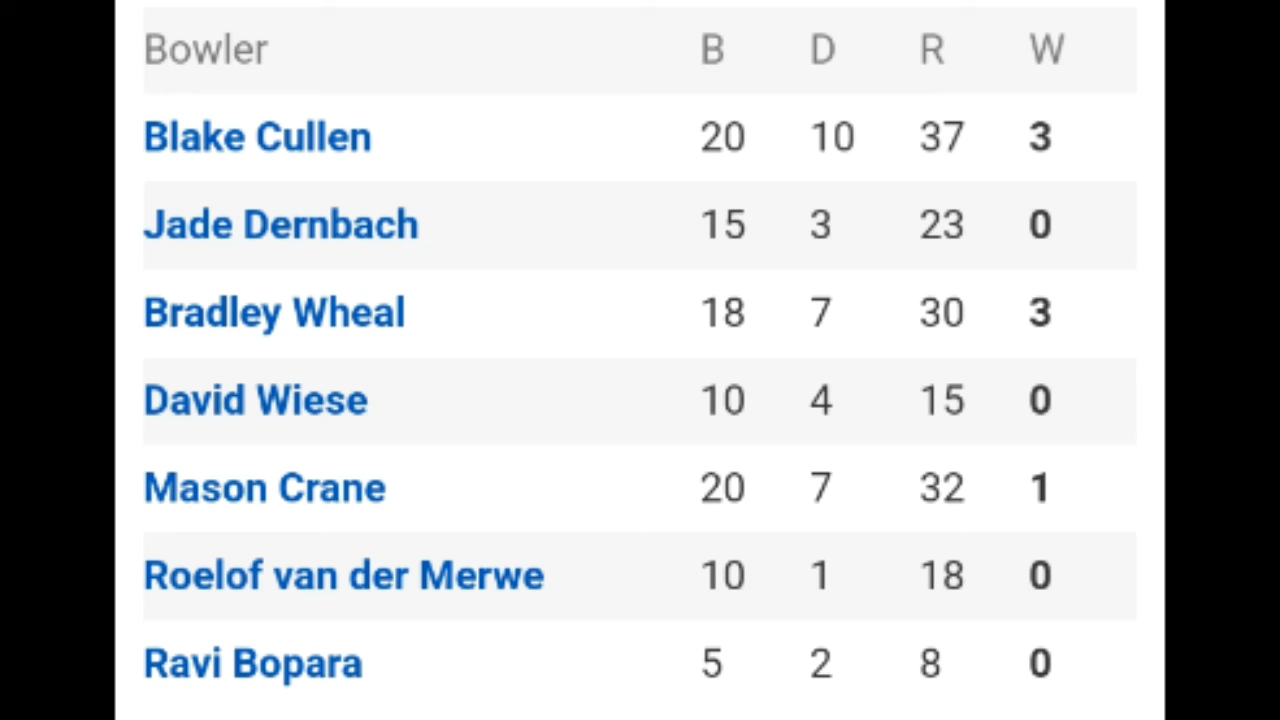 Bowler B D R W
Blake Cullen 20 10 37 3
Jade Dernbach 15 3 23 0
Bradley Wheal 18 7 30 3
David Wiese 10 4 15 0
Mason Crane 20 7 32 1
Roelof van der Merwe 10 1 18 0
Ravi Bopara 5 2 8 0